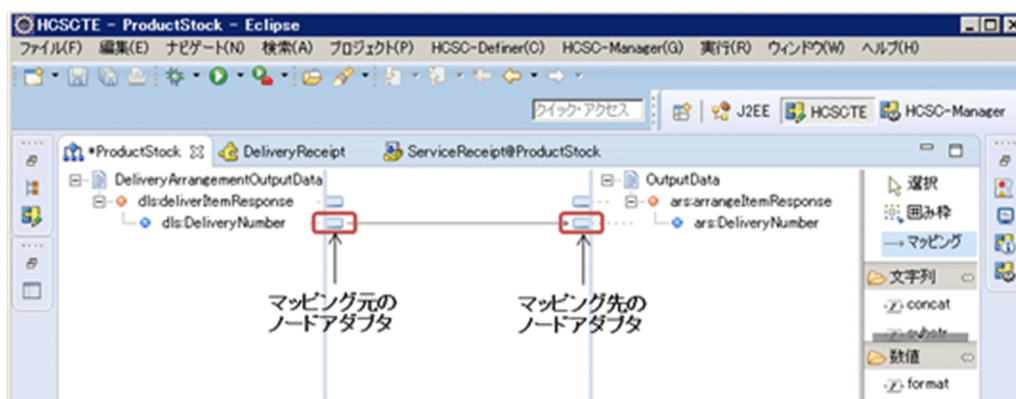 HCSCTE - ProductStock - Eclipse
ファイル(F) 編集(E) ナビゲート(N) 検索(A) プロジェクト(P) HCSC-Definer(C) HCSC-Manager(G) 実行(R) ウィンドウ(W) ヘルプ(H)
クイック・アクセス
J2EE HCSCTE HCSC-Manager
*ProductStock DeliveryReceipt ServiceReceipt@ProductStock
DeliveryArrangementOutputData OutputData 選択
dls:deliverItemResponse ars:arrangeItemResponse 囲み枠
dls:DeliveryNumber ars:DeliveryNumber マッピング
文字列
マッピング元の マッピング先の concat
ノードアダプタ ノードアダプタ
substr
数値
format